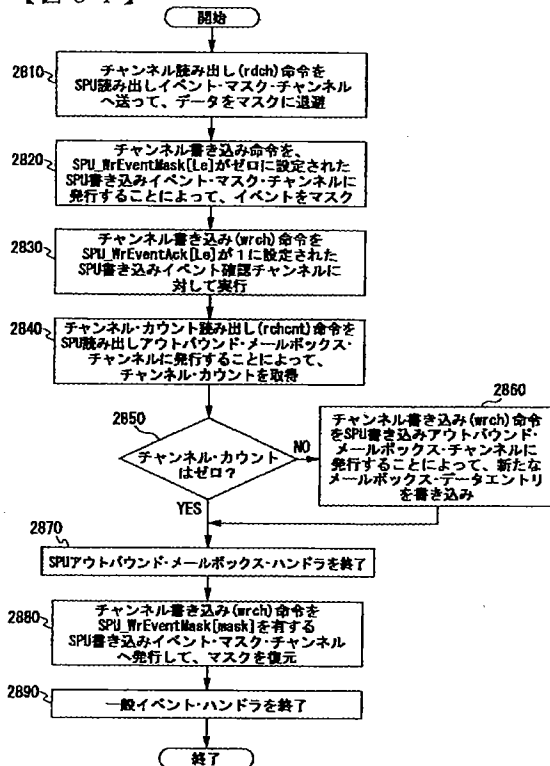 開始
2810
チャンネル読み出し(rdch)命令を
SPU読み出しイベント・マスク・チャンネル
へ送って、データをマスクに退避
2820
チャンネル書き込み命令を、
SPU_WrEventMask[Le]がゼロに設定された
SPU書き込みイベント・マスク・チャンネルに
発行することによって、イベントをマスク
2830
チャンネル書き込み(wrch)命令を
SPU_WrEventAck[Le]が1に設定された
SPU書き込みイベント確認チャンネルに
対して実行
2840
チャンネル・カウント読み出し(rchcnt)命令を
SPU読み出しアウトバウンド・メールボックス・
チャンネルに発行することによって、
チャンネル・カウントを取得
2850
チャンネル・カウント
はゼロ?
NO
YES
2860
チャンネル書き込み(wrch)命令
をSPU書き込みアウトバウンド・
メールボックス・チャンネルに
発行することによって、新たな
メールボックス・データエントリ
を書き込み
2870
SPUアウトバウンド・メールボックス・ハンドラを終了
2880
チャンネル書き込み(wrch)命令を
SPU_WrEventMask[mask]を有する
SPU書き込みイベント・マスク・チャンネル
へ発行して、マスクを復元
2890
一般イベント・ハンドラを終了
終了